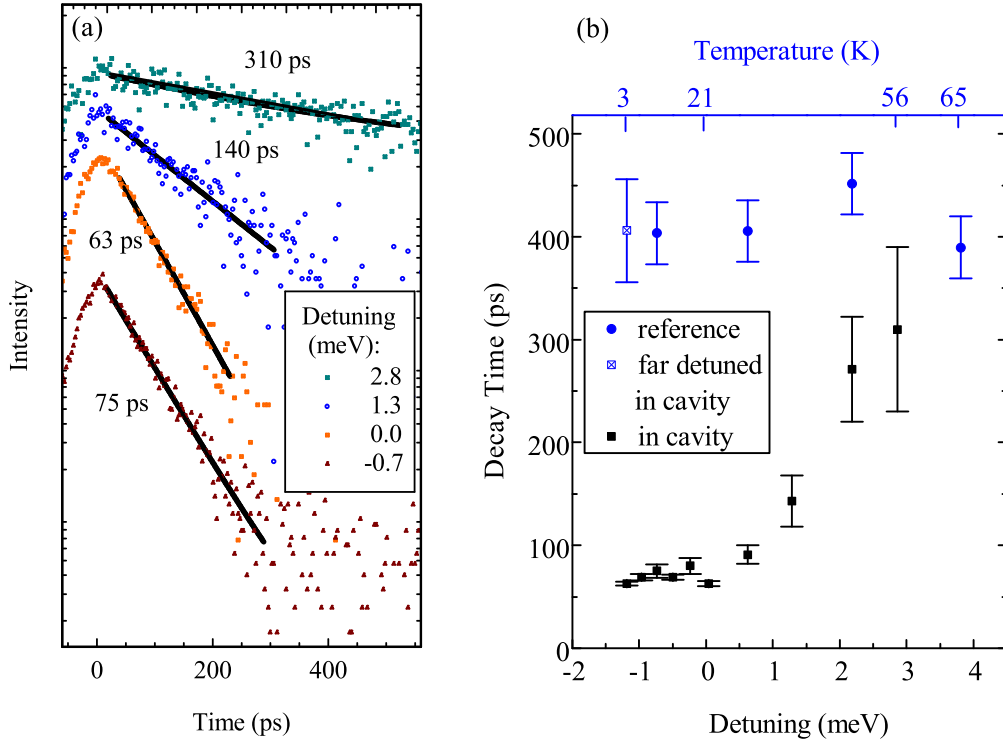 (a)
310 ps
140 ps
63 ps
75 ps
Intensity
Detuning
(meV):
2.8
1.3
0.0
-0.7
0
200
400
Time (ps)
(b)
Temperature (K)
3
21
56
65
500
400
300
200
100
0
Decay Time (ps)
reference
far detuned
in cavity
in cavity
-2
-1
0
1
2
3
4
Detuning (meV)